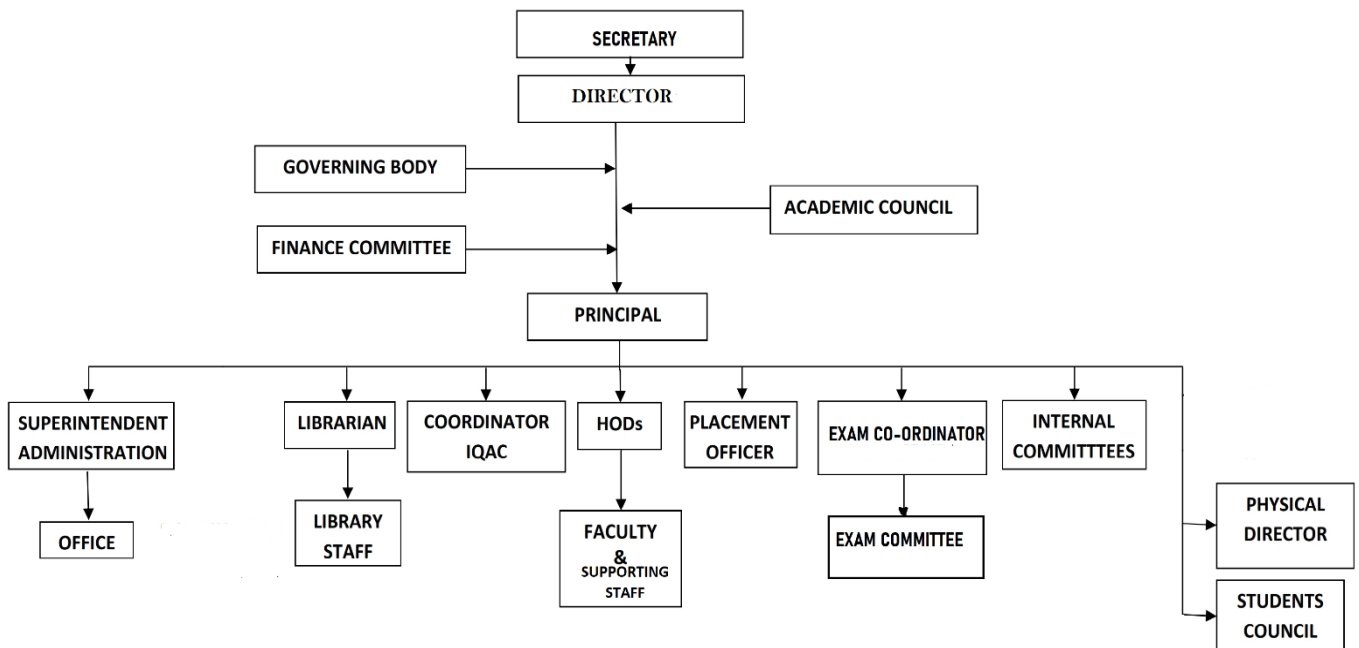 SECRETARY
DIRECTOR
GOVERNING BODY
ACADEMIC COUNCIL
FINANCE COMMITTEE
PRINCIPAL
SUPERINTENDENT
ADMINISTRATION
LIBRARIAN
COORDINATOR
IQAC
HODs
PLACEMENT
OFFICER
EXAM CO-ORDINATOR
INTERNAL
COMMITTTEES
OFFICE
LIBRARY
STAFF
FACULTY
&
SUPPORTING
STAFF
EXAM COMMITTEE
PHYSICAL
DIRECTOR
STUDENTS
COUNCIL